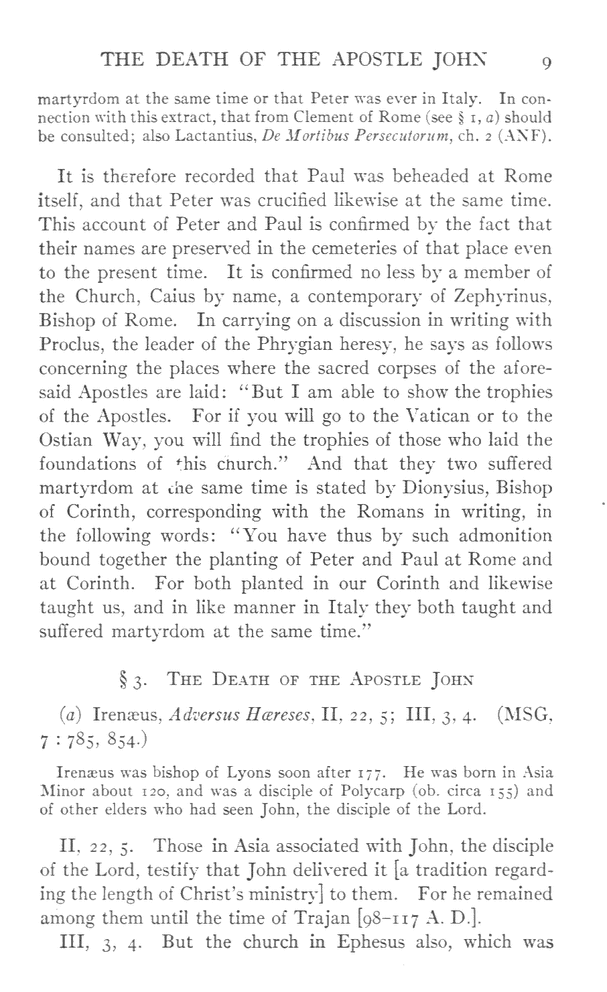 THE DEATH OF THE APOSTLE JOHN 9
martyrdom at the same time or that Peter was ever in Italy. In con-
nection with this extract, that from Clement of Rome (see § 1, a) should
be consulted; also Lactantius, De Mortibus Persecutorum, ch. 2 (ANF).
It is therefore recorded that Paul was beheaded at Rome
itself, and that Peter was crucified likewise at the same time.
This account of Peter and Paul is confirmed by the fact that
their names are preserved in the cemeteries of that place even
to the present time. It is confirmed no less by a member of
the Church, Caius by name, a contemporary of Zephyrinus,
Bishop of Rome. In carrying on a discussion in writing with
Proclus, the leader of the Phrygian heresy, he says as follows
concerning the places where the sacred corpses of the afore-
said Apostles are laid: “But I am able to show the trophies
of the Apostles. For if you will go to the Vatican or to the
Ostian Way, you will find the trophies of those who laid the
foundations of this church.” And that they two suffered
martyrdom at the same time is stated by Dionysius, Bishop
of Corinth, corresponding with the Romans in writing, in
the following words: “You have thus by such admonition
bound together the planting of Peter and Paul at Rome and
at Corinth. For both planted in our Corinth and likewise
taught us, and in like manner in Italy they both taught and
suffered martyrdom at the same time.”
§ 3. The Death of the Apostle John
(a) Irenæus, Adversus Hæreses, II, 22, 5; III, 3, 4. (MSG,
7 : 785, 854.)
Irenæus was bishop of Lyons soon after 177. He was born in Asia
Minor about 120, and was a disciple of Polycarp (ob. circa 155) and
of other elders who had seen John, the disciple of the Lord.
II, 22, 5. Those in Asia associated with John, the disciple
of the Lord, testify that John delivered it [a tradition regard-
ing the length of Christ’s ministry] to them. For he remained
among them until the time of Trajan [98–117 A. D.].
III, 3, 4. But the church in Ephesus also, which was